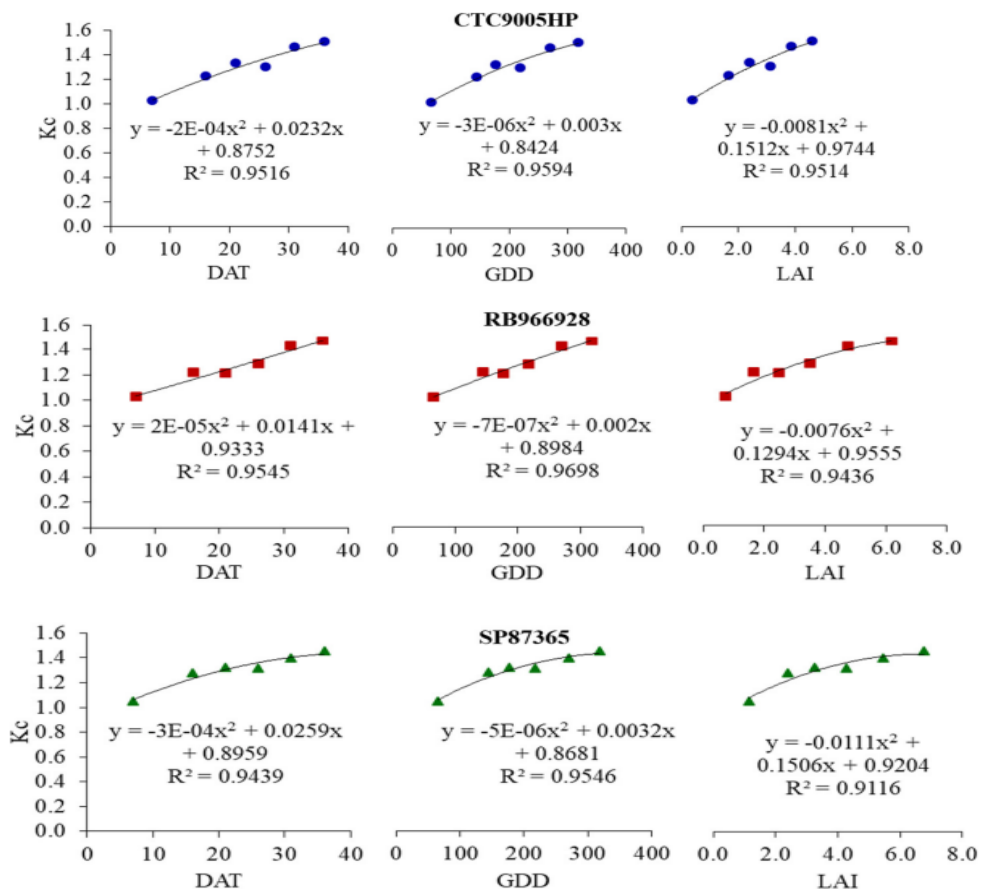 CTC9005HP
1.6
1.4
1.2
1.0
0.8
0.6
0.4
0.2
0.0
Kc
y = -2E-04x² + 0.0232x
+ 0.8752
R² = 0.9516
0 10 20 30 40
DAT
y = -3E-06x² + 0.003x
+ 0.8424
R² = 0.9594
0 100 200 300 400
GDD
y = -0.0081x² +
0.1512x + 0.9744
R² = 0.9514
0.0 2.0 4.0 6.0 8.0
LAI
RB966928
1.6
1.4
1.2
1.0
0.8
0.6
0.4
0.2
0.0
Kc
y = 2E-05x² + 0.0141x +
0.9333
R² = 0.9545
0 10 20 30 40
DAT
y = -7E-07x² + 0.002x
+ 0.8984
R² = 0.9698
0 100 200 300 400
GDD
y = -0.0076x² +
0.1294x + 0.9555
R² = 0.9436
0.0 2.0 4.0 6.0 8.0
LAI
SP87365
1.6
1.4
1.2
1.0
0.8
0.6
0.4
0.2
0.0
Kc
y = -3E-04x² + 0.0259x
+ 0.8959
R² = 0.9439
0 10 20 30 40
DAT
y = -5E-06x² + 0.0032x
+ 0.8681
R² = 0.9546
0 100 200 300 400
GDD
y = -0.0111x² +
0.1506x + 0.9204
R² = 0.9116
0.0 2.0 4.0 6.0 8.0
LAI